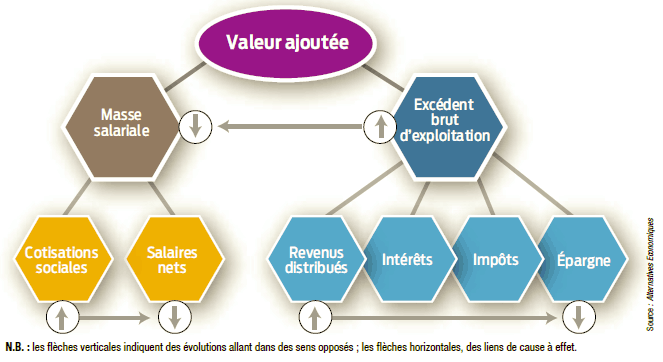 Valeur ajoutée
Masse
salariale
Excédent
brut
d'exploitation
Cotisations
sociales
Salaires
nets
Revenus
distribués
Intérêts
Impôts
Épargne
Source : Alternatives Economiques
N.B. : les flèches verticales indiquent des évolutions allant dans des sens opposés ; les flèches horizontales, des liens de cause à effet.